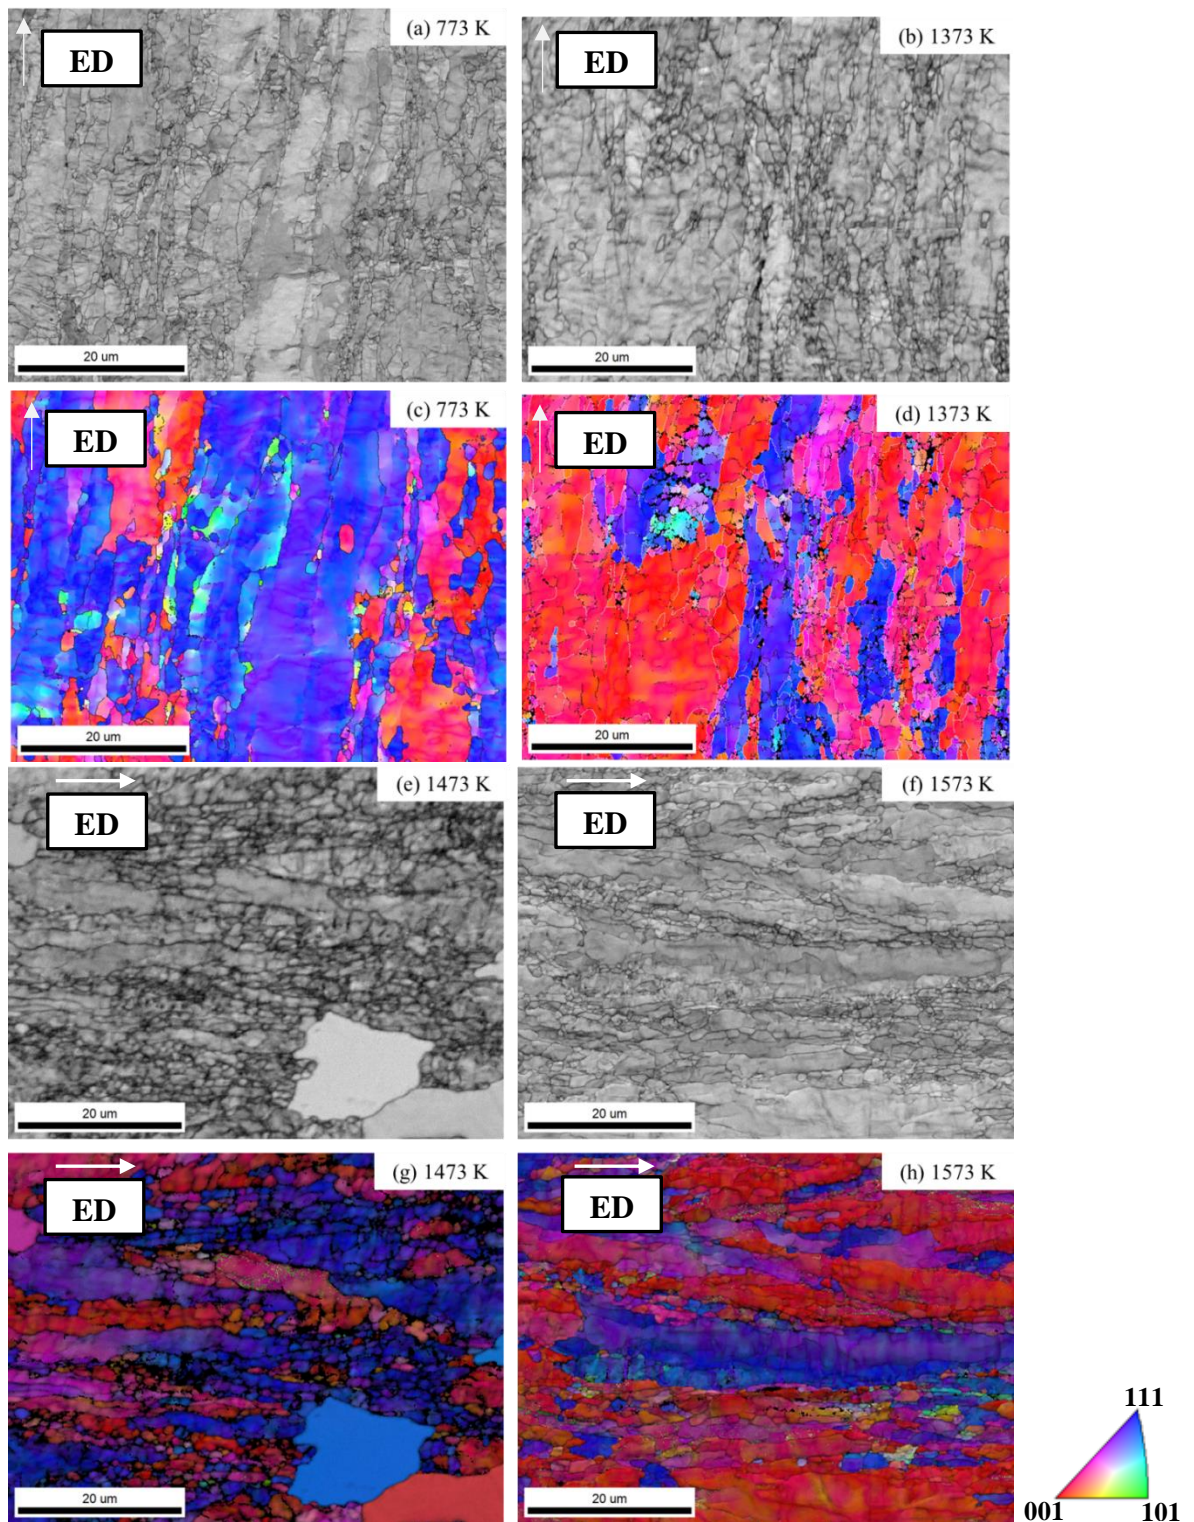 (a) 773 K
ED
20 um
(b) 1373 K
ED
20 um
(c) 773 K
ED
20 um
(d) 1373 K
ED
20 um
(e) 1473 K
ED
20 um
(f) 1573 K
ED
20 um
(g) 1473 K
ED
20 um
(h) 1573 K
ED
20 um
111
001
101